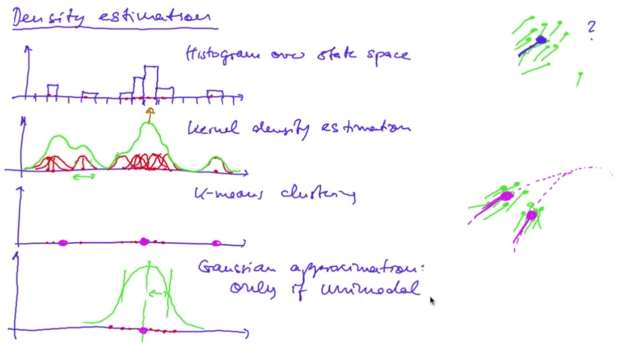 Density estimation
Histogram over state space
?
Kernel density estimation
K-means clustering
Gaussian approximation:
only if unimodal